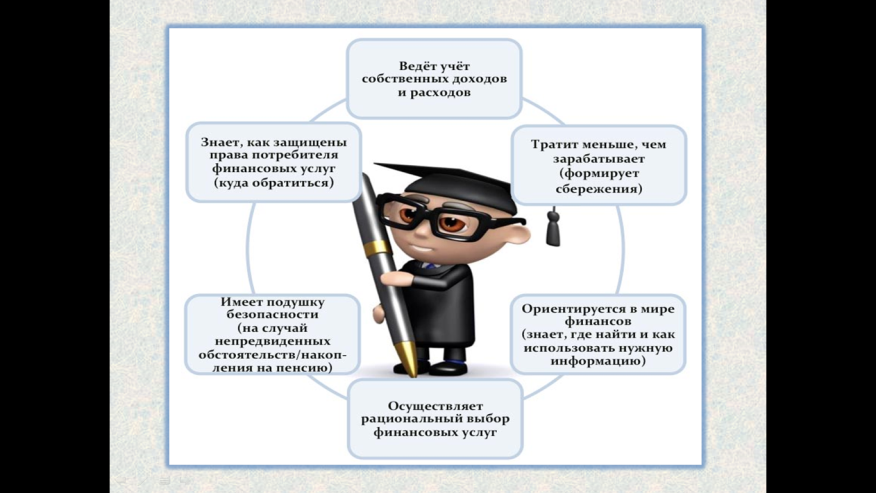 Ведёт учёт
собственных доходов
и расходов
Тратит меньше, чем
зарабатывает
(формирует
сбережения)
Ориентируется в мире
финансов
(знает, где найти и как
использовать нужную
информацию)
Осуществляет
рациональный выбор
финансовых услуг
Имеет подушку
безопасности
(на случай
непредвиденных
обстоятельств/накоп-
ления на пенсию)
Знает, как защищены
права потребителя
финансовых услуг
(куда обратиться)